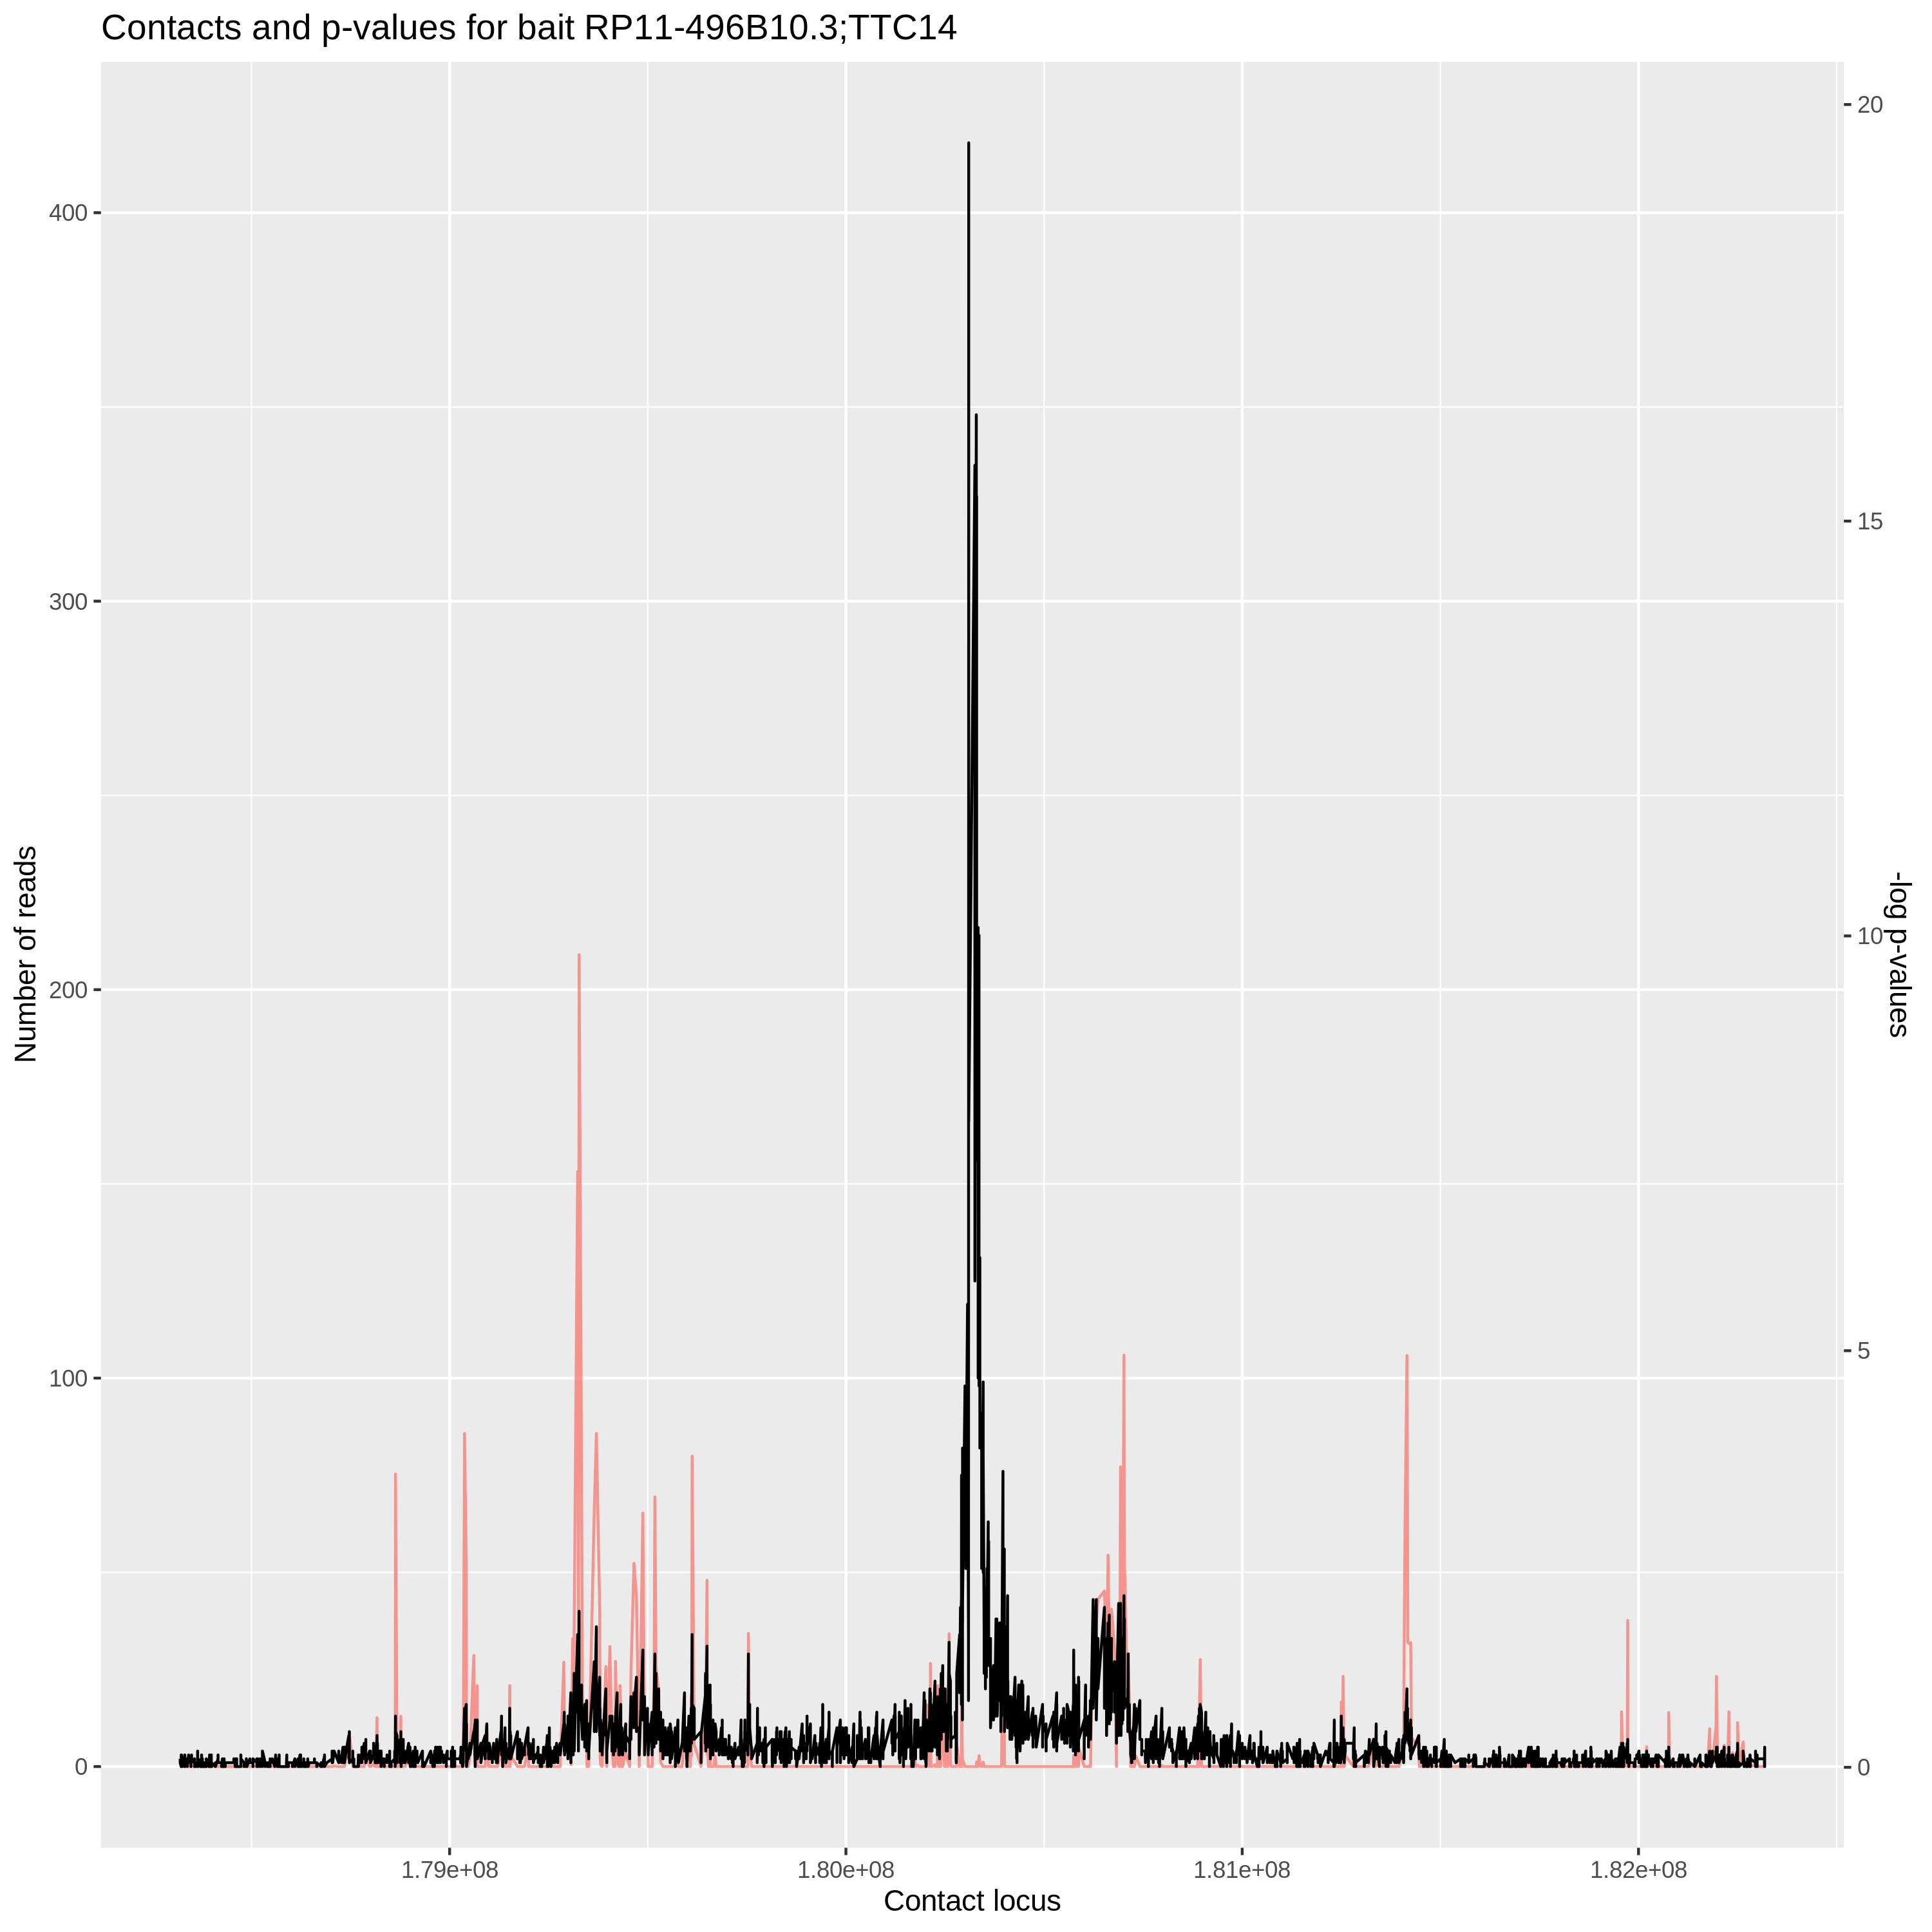 Contacts and p-values for bait RP11-496B10.3;TTC14
Number of reads
400
300
200
100
0
20
15
10
5
0
-log p-values
1.79e+08
1.80e+08
1.81e+08
1.82e+08
Contact locus